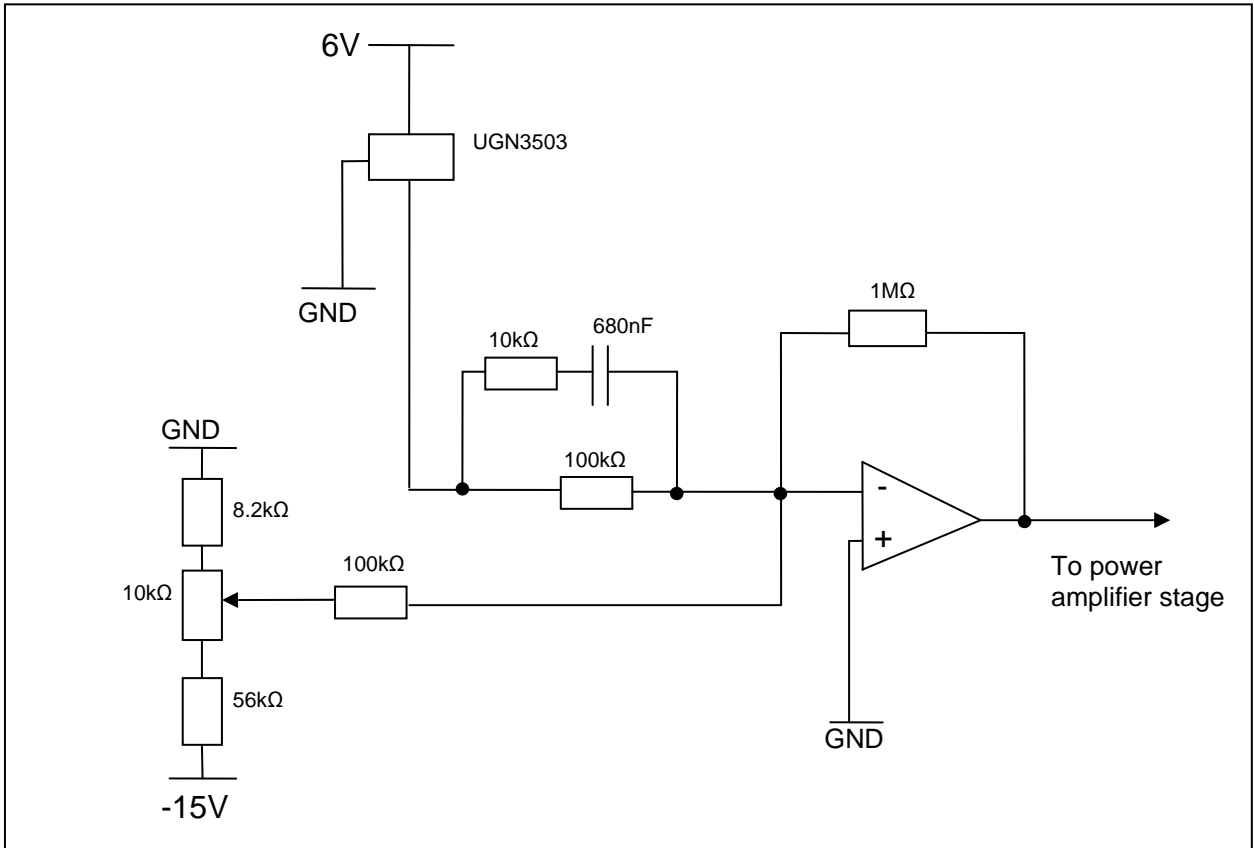 6V
UGN3503
GND
1MΩ
680nF
10kΩ
GND
100kΩ
-
8.2kΩ
+
100kΩ
10kΩ
To power
amplifier stage
56kΩ
GND
-15V